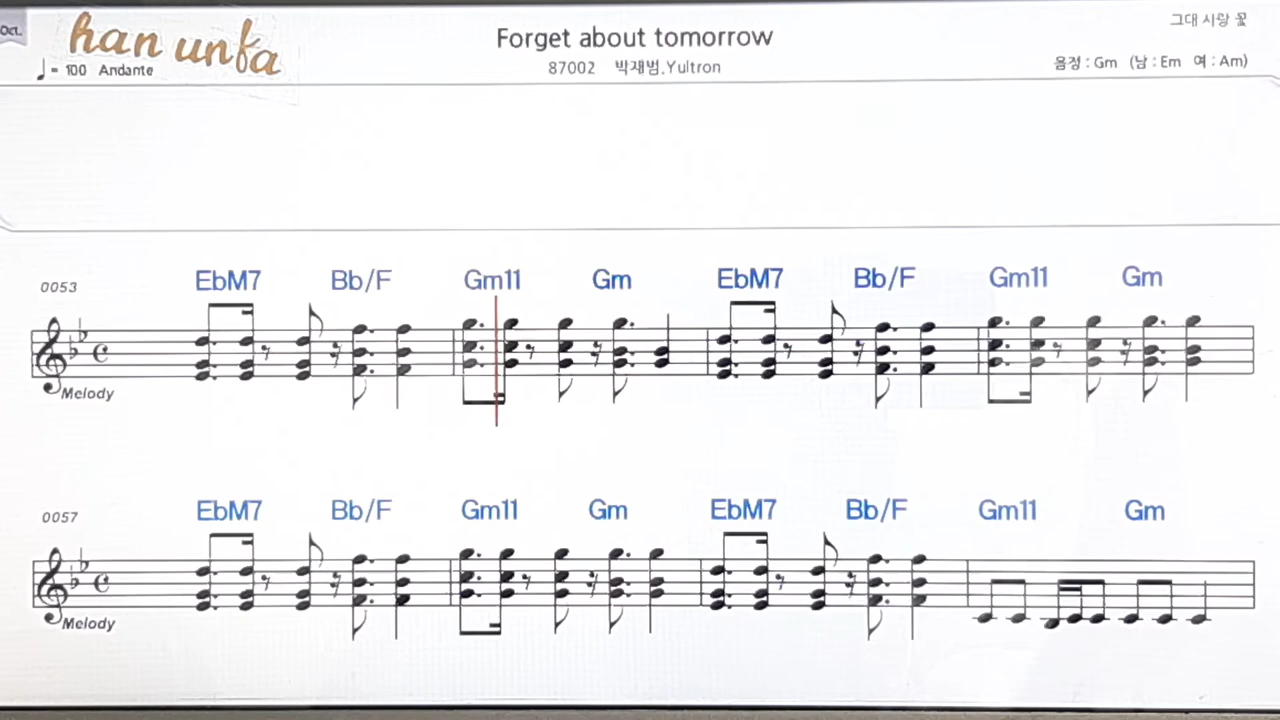 Oct.
han unfa
그대 사랑 꽃
Forget about tomorrow
♩ = 100 Andante
87002 박재범.Yultron
음정 : Gm (남 : Em 여 : Am)
0053
EbM7 Bb/F Gm11 Gm EbM7 Bb/F Gm11 Gm
Melody
0057
EbM7 Bb/F Gm11 Gm EbM7 Bb/F Gm11 Gm
Melody